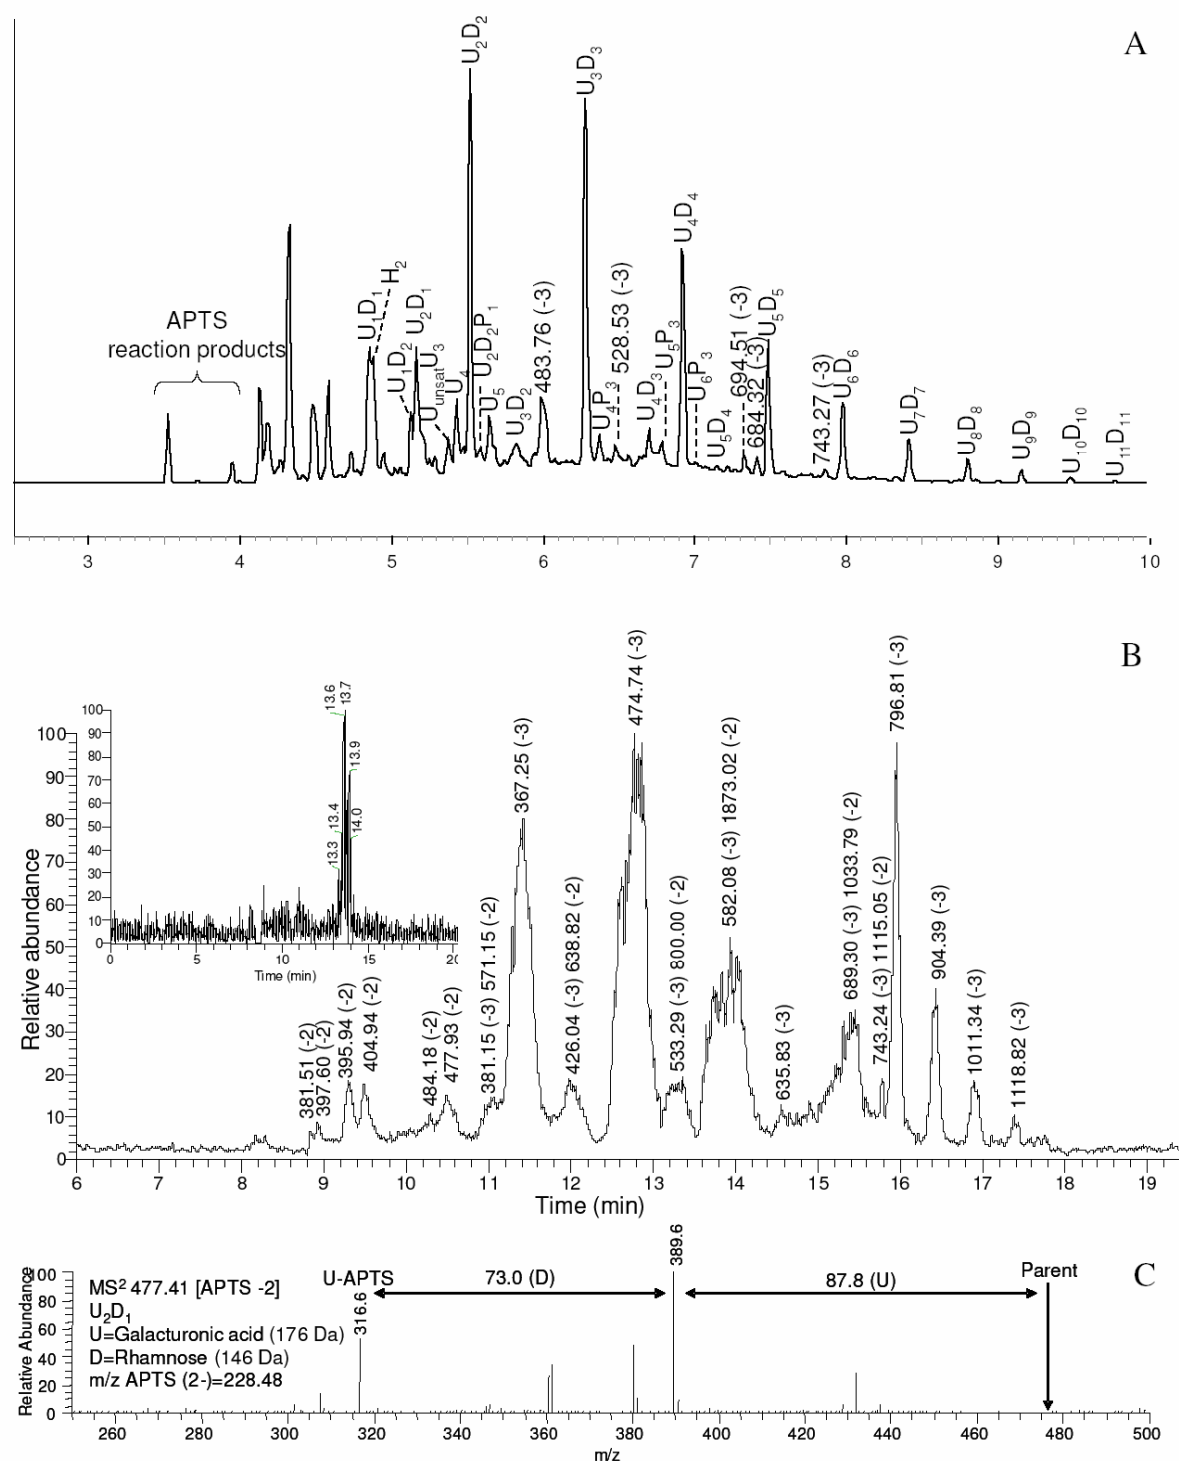 A
U2D2
U3D3
U4D4
APTS
reaction products
U1D1
H2
U1D2
U2D1
Uunsat U3
U4
U2D2P1
U5
U3D2
483.76 (-3)
U4P3
528.53 (-3)
U4D3
U5P3
U6P3
U5D4
694.51 (-3)
684.32 (-3)
U5D5
743.27 (-3)
U6D6
U7D7
U8D8
U9D9
U10D10
U11D11
3 4 5 6 7 8 9 10
B
Relative abundance
100
90
80
70
60
50
40
30
20
10
0
100
90
80
70
60
50
40
30
20
10
0
13.6
13.7
13.9
13.4
14.0
13.3
0 5 10 15
Time (min)
381.51 (-2)
397.60 (-2)
395.94 (-2)
404.94 (-2)
484.18 (-2)
477.93 (-2)
381.15 (-3) 571.15 (-2)
367.25 (-3)
426.04 (-3) 638.82 (-2)
474.74 (-3)
533.29 (-3) 800.00 (-2)
582.08 (-3) 1873.02 (-2)
635.83 (-3)
689.30 (-3) 1033.79 (-2)
743.24 (-3) 1115.05 (-2)
796.81 (-3)
904.39 (-3)
1011.34 (-3)
1118.82 (-3)
6 7 8 9 10 11 12 13 14 15 16 17 18 19
Time (min)
C
Relative Abundance
100
80
60
40
20
0
MS2 477.41 [APTS -2]
U2D1
U=Galacturonic acid (176 Da)
D=Rhamnose (146 Da)
m/z APTS (2-)=228.48
U-APTS
316.6
73.0 (D)
389.6
87.8 (U)
Parent
260 280 300 320 340 360 380 400 420 440 460 480 500
m/z